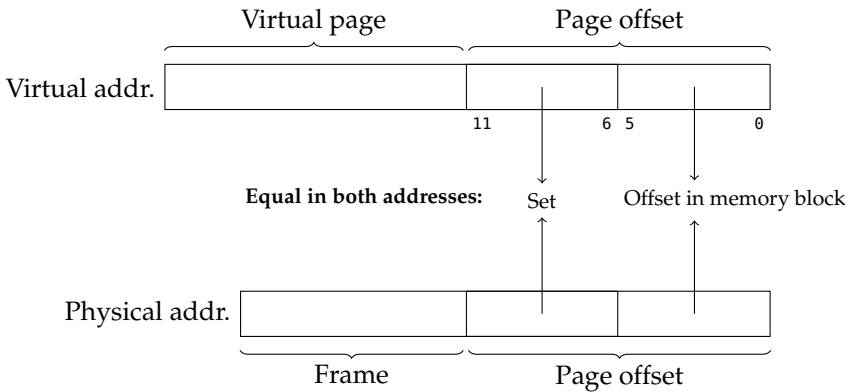 Virtual page Page offset
Virtual addr.
11 6 5 0
Equal in both addresses: Set Offset in memory block
Physical addr.
Frame Page offset